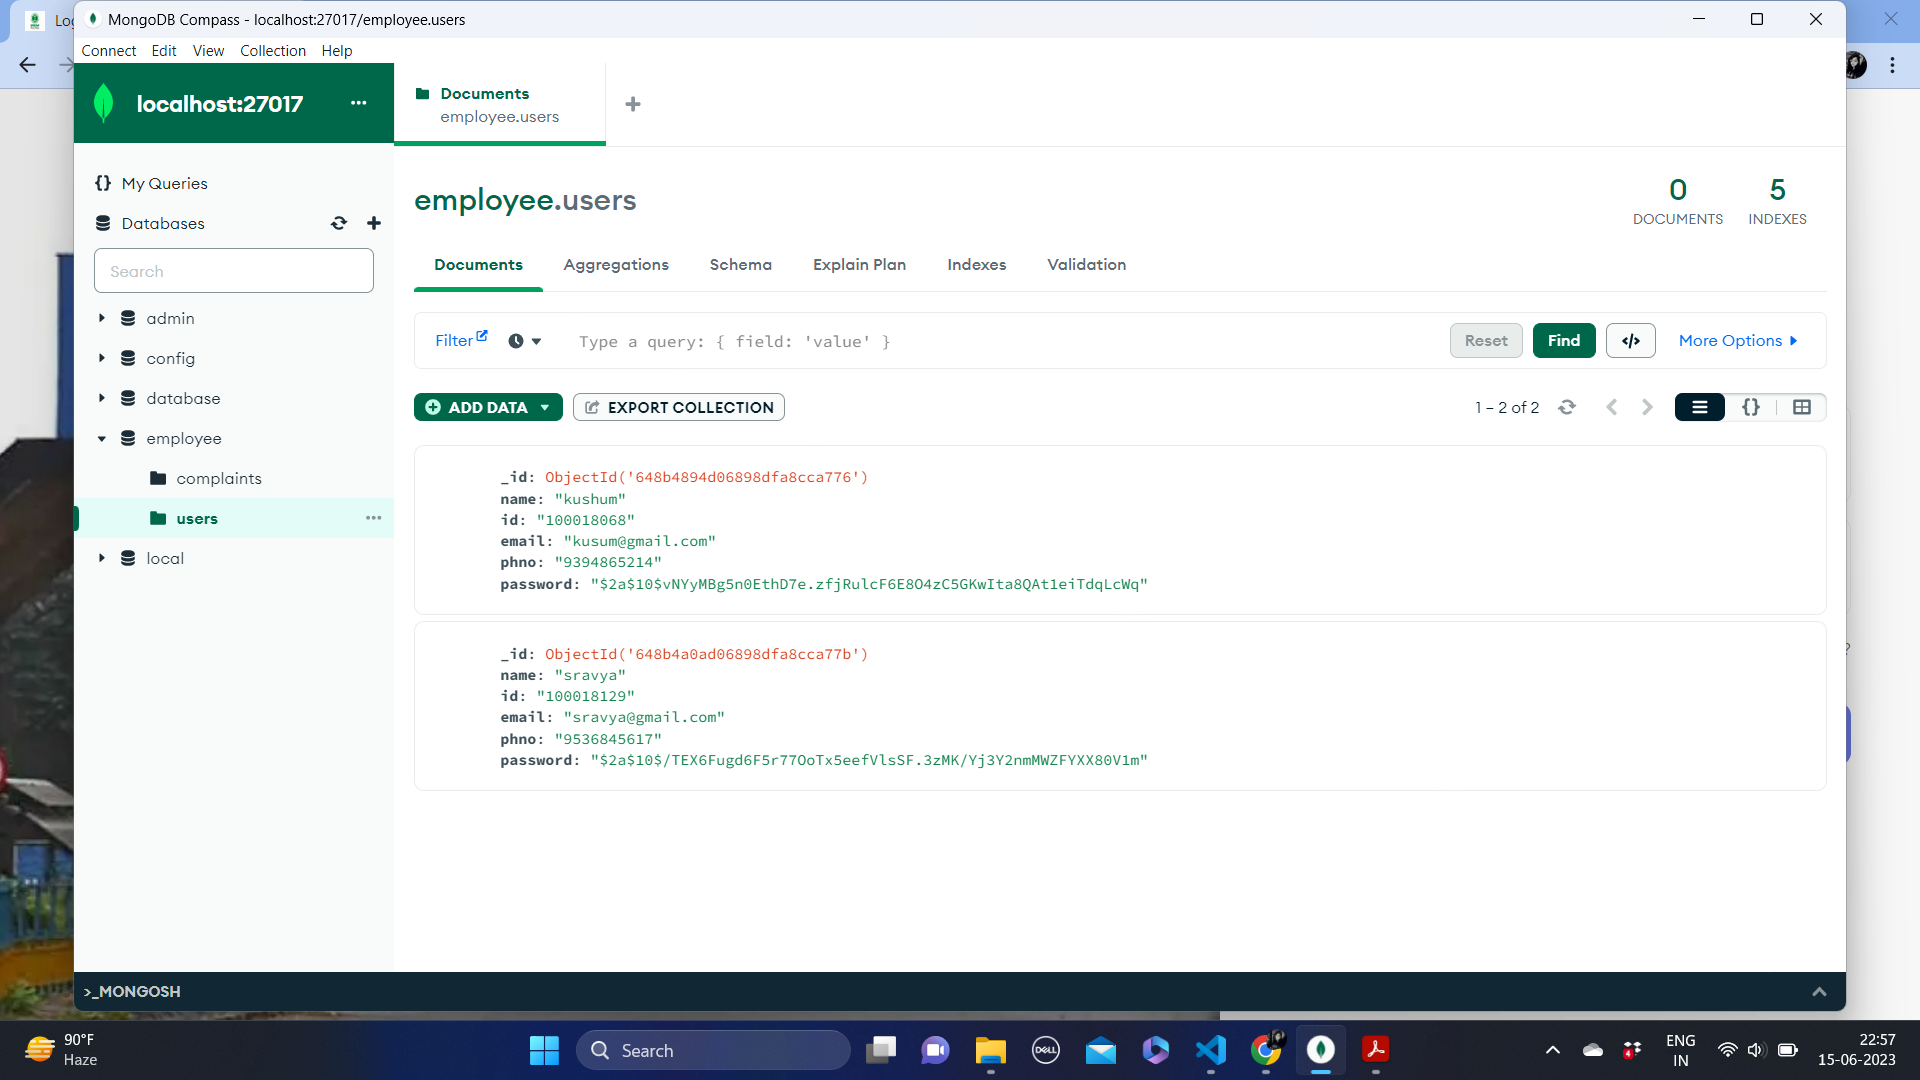 Log
MongoDB Compass - localhost:27017/employee.users
Connect Edit View Collection Help
localhost:27017
Documents
employee.users
My Queries
Databases
Search
admin
config
database
employee
complaints
users
local
employee.users
0
DOCUMENTS
5
INDEXES
Documents Aggregations Schema Explain Plan Indexes Validation
Filter Type a query: { field: 'value' } Reset Find </> More Options
ADD DATA EXPORT COLLECTION 1 – 2 of 2 {}
_id: ObjectId('648b4894d06898dfa8cca776')
name: "kushum"
id: "100018068"
email: "kusum@gmail.com"
phno: "9394865214"
password: "$2a$10$vNYyMBg5n0EthD7e.zfjRulcF6E8O4zC5GKwIta8QAt1eiTdqLcWq"
_id: ObjectId('648b4a0ad06898dfa8cca77b')
name: "sravya"
id: "100018129"
email: "sravya@gmail.com"
phno: "9536845617"
password: "$2a$10$/TEX6Fugd6F5r77OoTx5eefVlsSF.3zMK/Yj3Y2nmMWZFYXX80V1m"
?
>_MONGOSH
90°F
Haze
Search
DELL
4
ENG
IN
22:57
15-06-2023